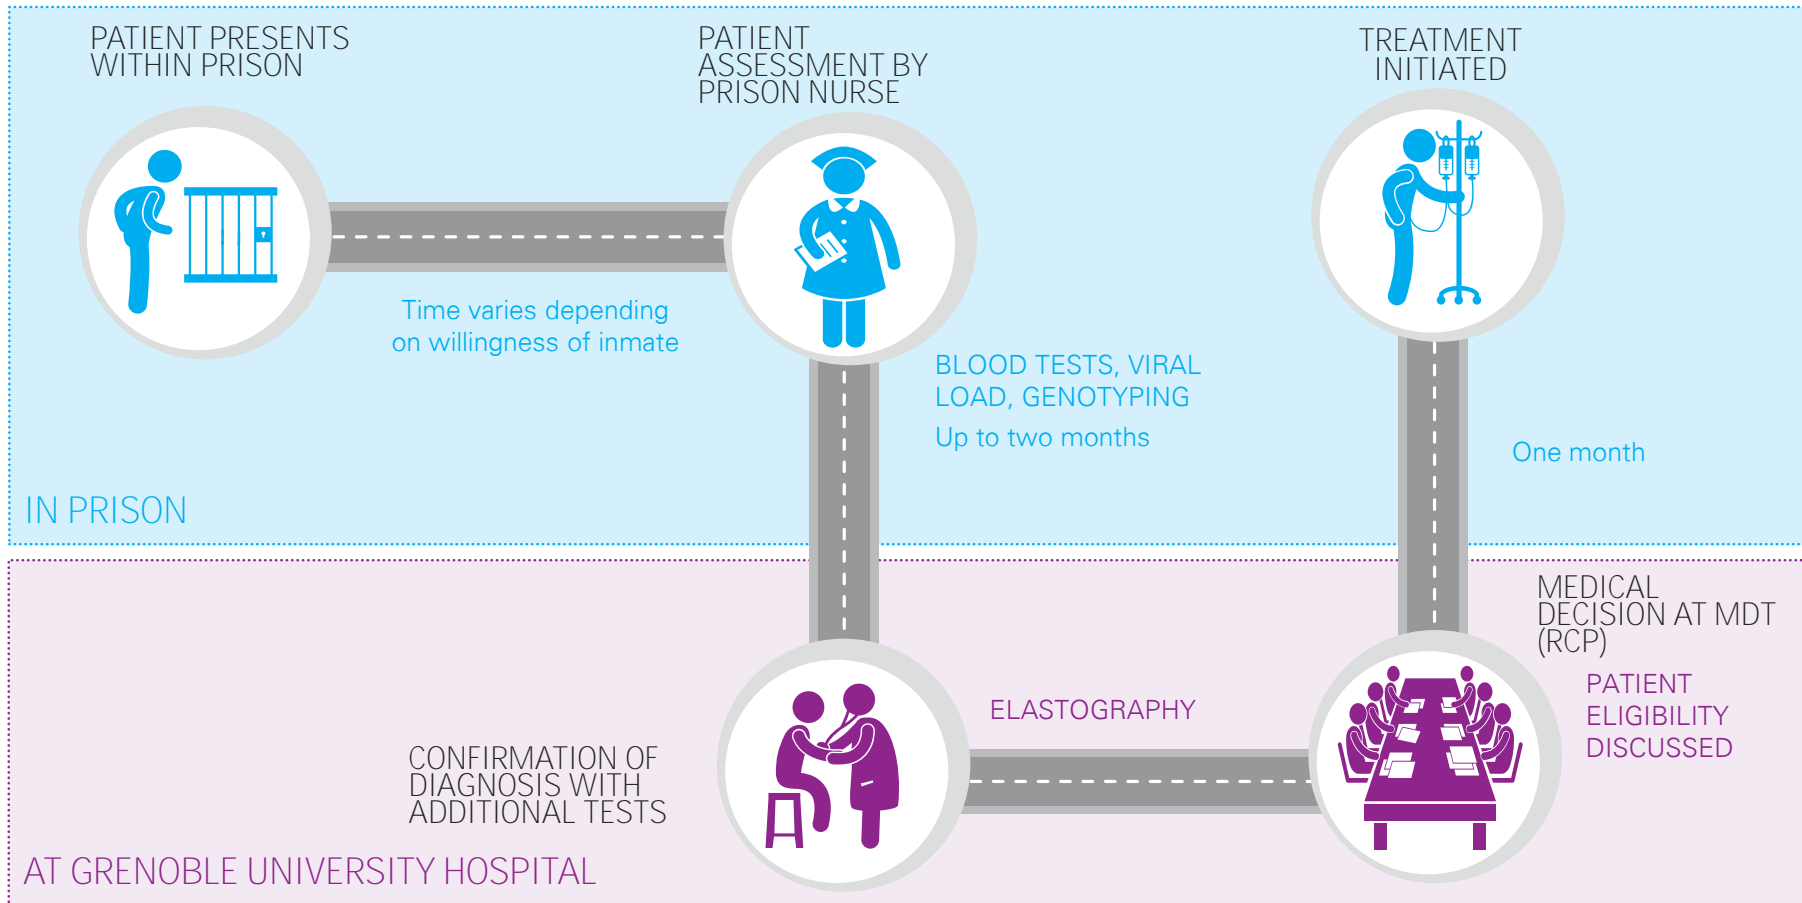 PATIENT PRESENTS
WITHIN PRISON
PATIENT
ASSESSMENT BY
PRISON NURSE
TREATMENT
INITIATED
Time varies depending
on willingness of inmate
BLOOD TESTS, VIRAL
LOAD, GENOTYPING
Up to two months
One month
IN PRISON
MEDICAL
DECISION AT MDT
(RCP)
PATIENT
ELIGIBILITY
DISCUSSED
ELASTOGRAPHY
CONFIRMATION OF
DIAGNOSIS WITH
ADDITIONAL TESTS
AT GRENOBLE UNIVERSITY HOSPITAL